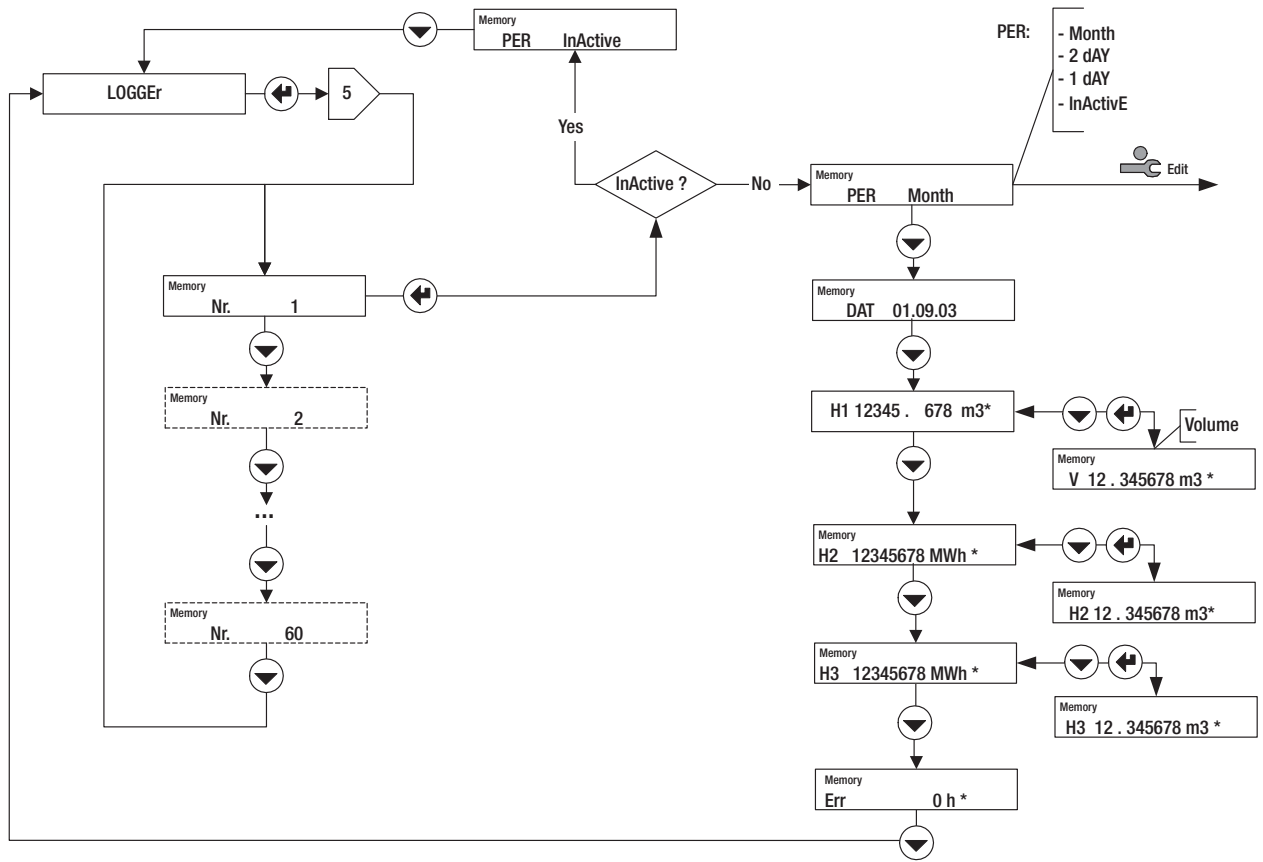 Memory
PER InActive
LOGGEr
5
Yes
InActive ?
No
PER:
- Month
- 2 dAY
- 1 dAY
- InActivE
Edit
Memory
PER Month
Memory
Nr. 1
Memory
DAT 01.09.03
Memory
Nr. 2
H1 12345 . 678 m3*
Volume
Memory
V 12 . 345678 m3 *
...
Memory
H2 12345678 MWh *
Memory
H2 12 . 345678 m3*
Memory
Nr. 60
Memory
H3 12345678 MWh *
Memory
H3 12 . 345678 m3 *
Memory
Err 0 h *